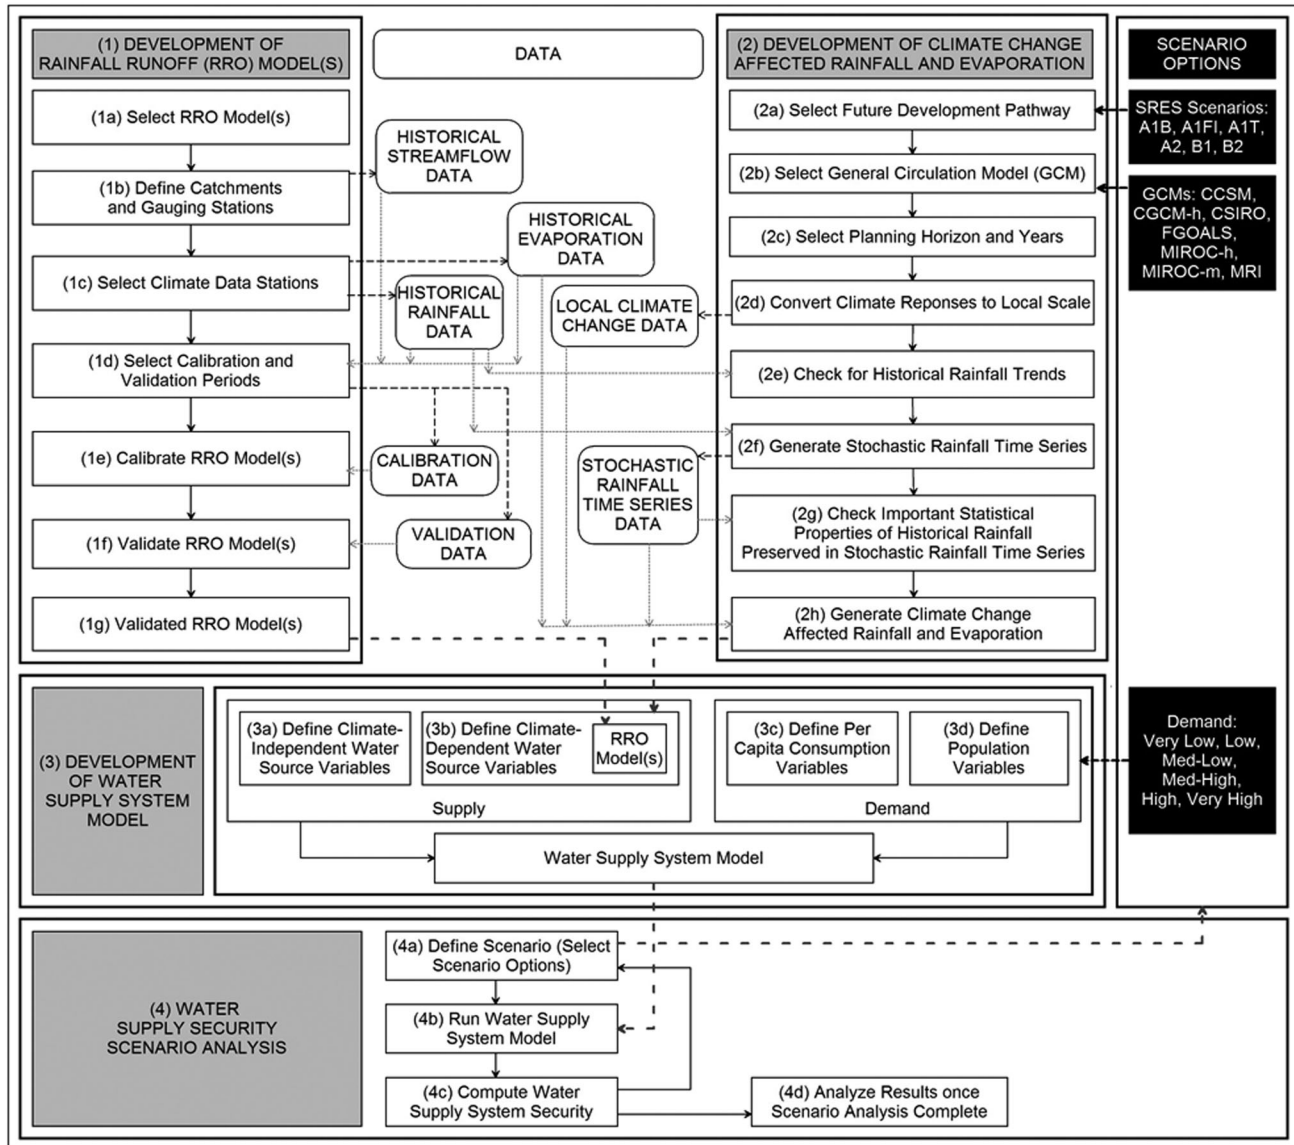 (1) DEVELOPMENT OF
RAINFALL RUNOFF (RRO) MODEL(S)
(1a) Select RRO Model(s)
(1b) Define Catchments
and Gauging Stations
(1c) Select Climate Data Stations
(1d) Select Calibration and
Validation Periods
(1e) Calibrate RRO Model(s)
(1f) Validate RRO Model(s)
(1g) Validated RRO Model(s)
DATA
HISTORICAL
STREAMFLOW
DATA
HISTORICAL
EVAPORATION
DATA
HISTORICAL
RAINFALL
DATA
LOCAL CLIMATE
CHANGE DATA
CALIBRATION
DATA
STOCHASTIC
RAINFALL
TIME SERIES
DATA
VALIDATION
DATA
(2) DEVELOPMENT OF CLIMATE CHANGE
AFFECTED RAINFALL AND EVAPORATION
(2a) Select Future Development Pathway
(2b) Select General Circulation Model (GCM)
(2c) Select Planning Horizon and Years
(2d) Convert Climate Reponses to Local Scale
(2e) Check for Historical Rainfall Trends
(2f) Generate Stochastic Rainfall Time Series
(2g) Check Important Statistical
Properties of Historical Rainfall
Preserved in Stochastic Rainfall Time Series
(2h) Generate Climate Change
Affected Rainfall and Evaporation
SCENARIO
OPTIONS
SRES Scenarios:
A1B, A1FI, A1T,
A2, B1, B2
GCMs: CCSM,
CGCM-h, CSIRO,
FGOALS,
MIROC-h,
MIROC-m, MRI
Demand:
Very Low, Low,
Med-Low,
Med-High,
High, Very High
(3) DEVELOPMENT
OF WATER
SUPPLY SYSTEM
MODEL
(3a) Define Climate-
Independent Water
Source Variables
(3b) Define Climate-
Dependent Water
Source Variables
RRO
Model(s)
Supply
(3c) Define Per
Capita Consumption
Variables
(3d) Define
Population
Variables
Demand
Water Supply System Model
(4) WATER
SUPPLY SECURITY
SCENARIO ANALYSIS
(4a) Define Scenario (Select
Scenario Options)
(4b) Run Water Supply
System Model
(4c) Compute Water
Supply System Security
(4d) Analyze Results once
Scenario Analysis Complete